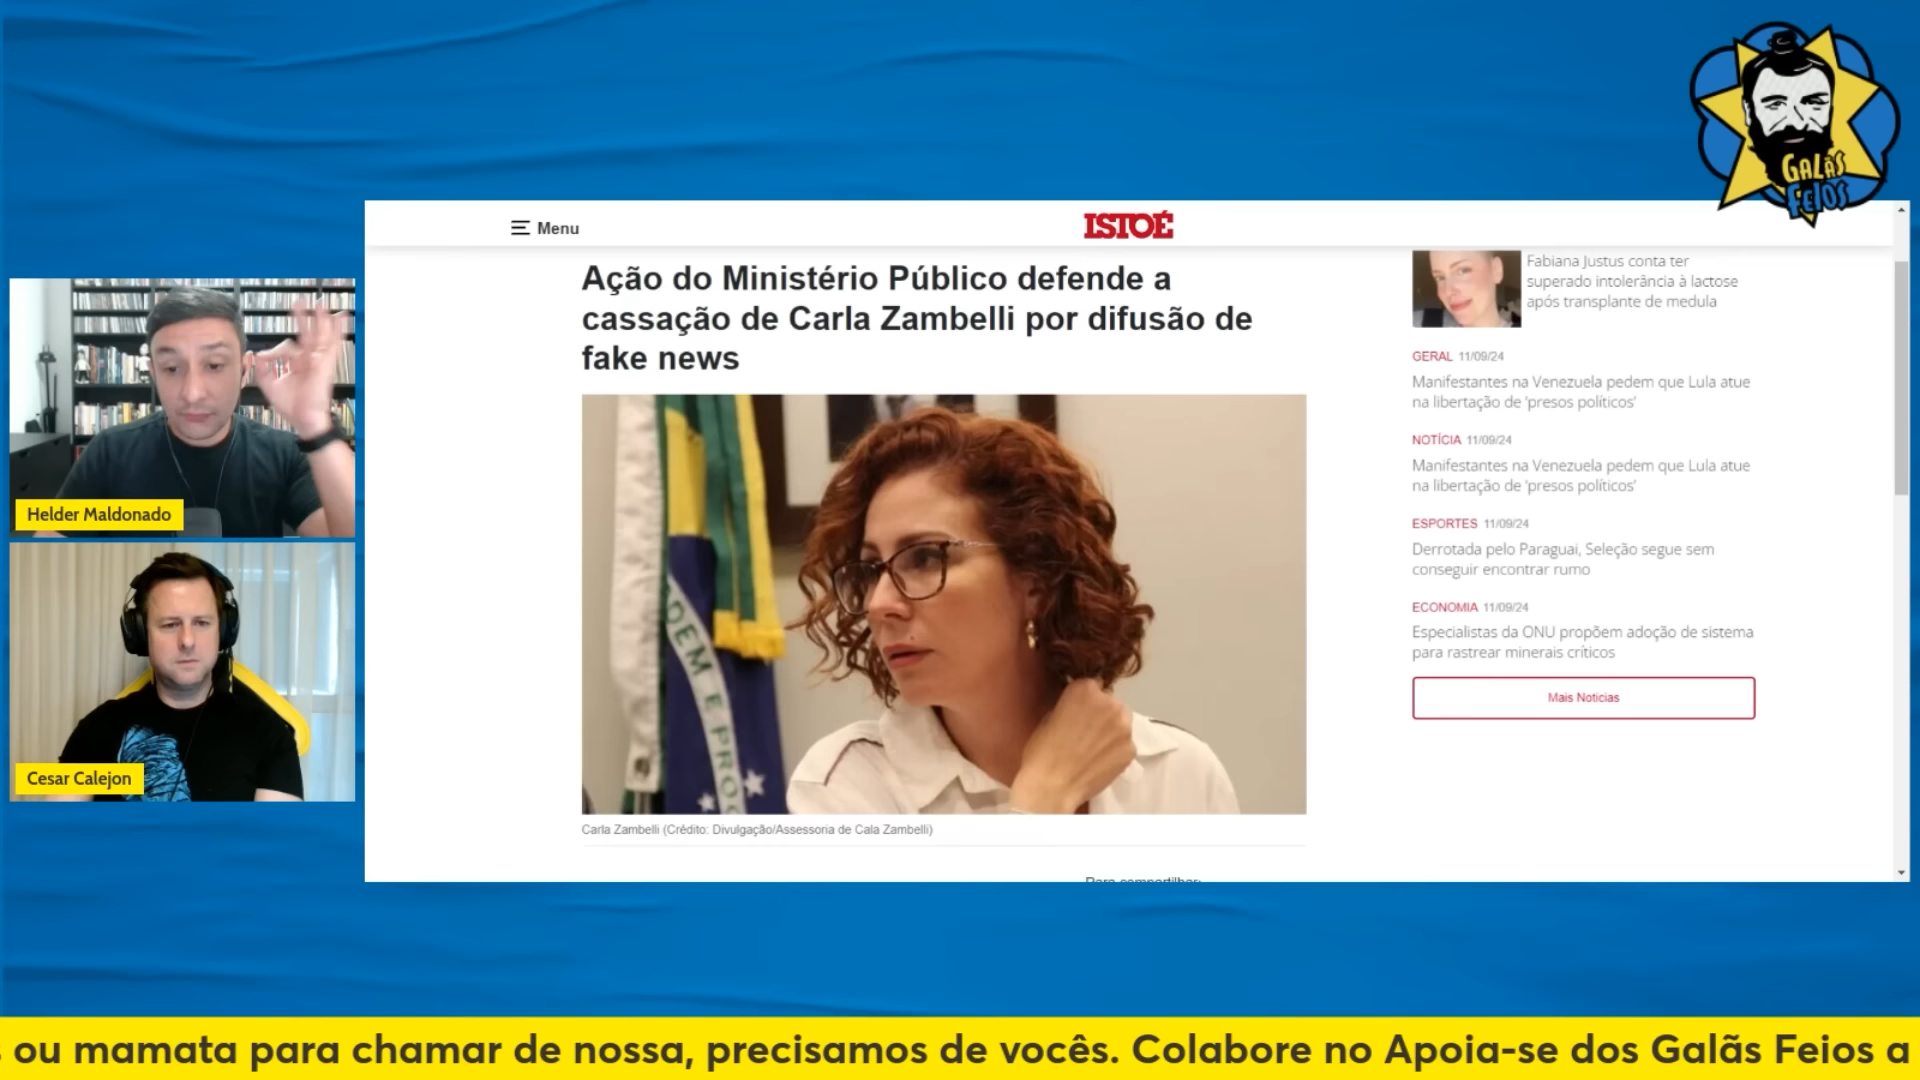 GALÃS
FEIOS
Menu
ISTOÉ
Ação do Ministério Público defende a
cassação de Carla Zambelli por difusão de
fake news
DEM E PROG
Carla Zambelli (Crédito: Divulgação/Assessoria de Cala Zambelli)
Para compartilhar:
Fabiana Justus conta ter
superado intolerância à lactose
após transplante de medula
GERAL 11/09/24
Manifestantes na Venezuela pedem que Lula atue
na libertação de 'presos políticos'
NOTÍCIA 11/09/24
Manifestantes na Venezuela pedem que Lula atue
na libertação de 'presos políticos'
ESPORTES 11/09/24
Derrotada pelo Paraguai, Seleção segue sem
conseguir encontrar rumo
ECONOMIA 11/09/24
Especialistas da ONU propõem adoção de sistema
para rastrear minerais críticos
Mais Noticias
Helder Maldonado
Cesar Calejon
ou mamata para chamar de nossa, precisamos de vocês. Colabore no Apoia-se dos Galãs Feios a